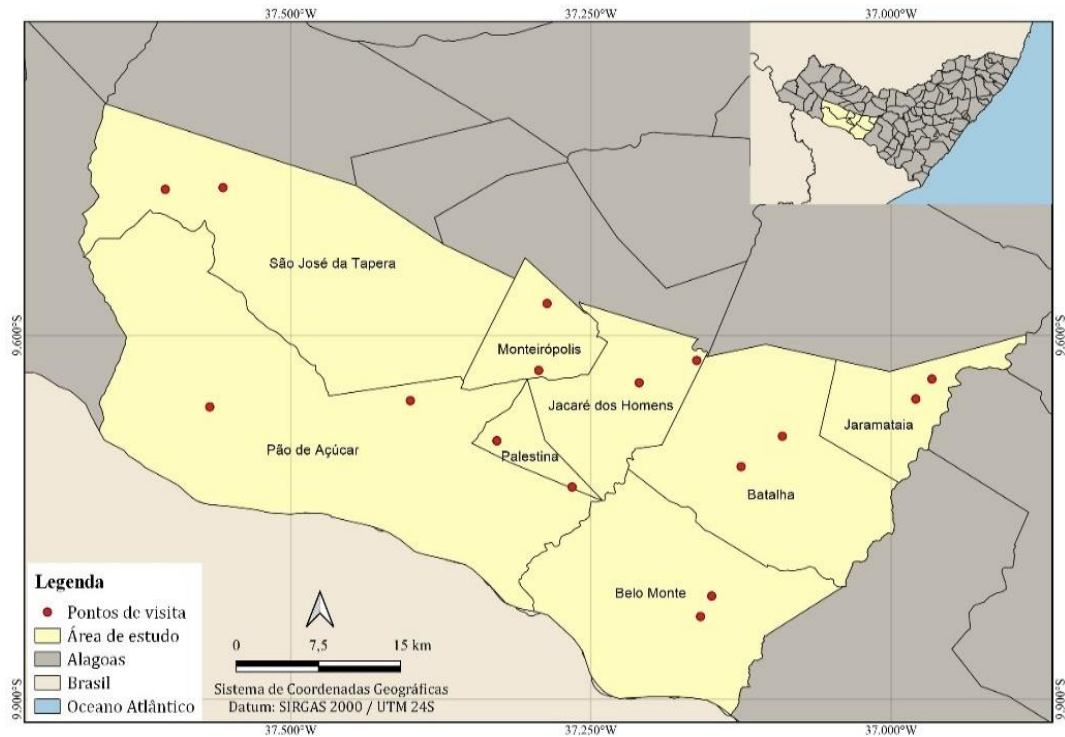 37.500°W 37.250°W 37.000°W
São José da Tapera
9.600°S 9.600°S
Monteirópolis
Jacaré dos Homens
Jaramataia
Pão de Açúcar
Palestina
Batalha
Belo Monte
Legenda
Pontos de visita
Área de estudo
Alagoas
Brasil
Oceano Atlântico
0 7,5 15 km
Sistema de Coordenadas Geográficas
Datum: SIRGAS 2000 / UTM 24S
9.900°S 9.900°S
37.500°W 37.250°W 37.000°W